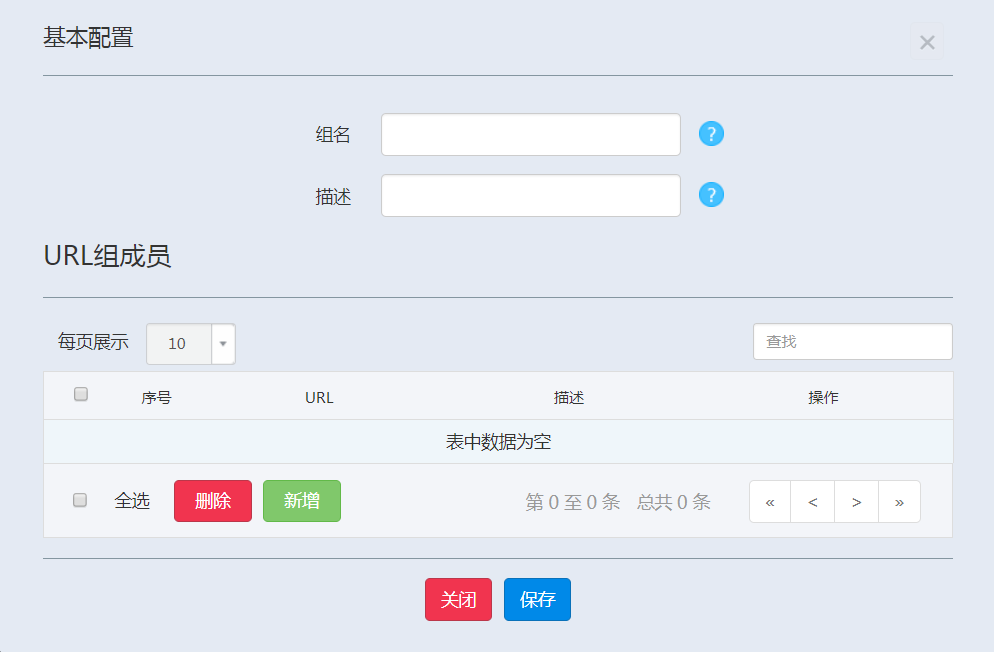 基本配置
×
组名 ?
描述 ?
URL组成员
每页展示 10 查找
序号 URL 描述 操作
表中数据为空
全选 删除 新增 第 0 至 0 条 总共 0 条 « < > »
关闭 保存